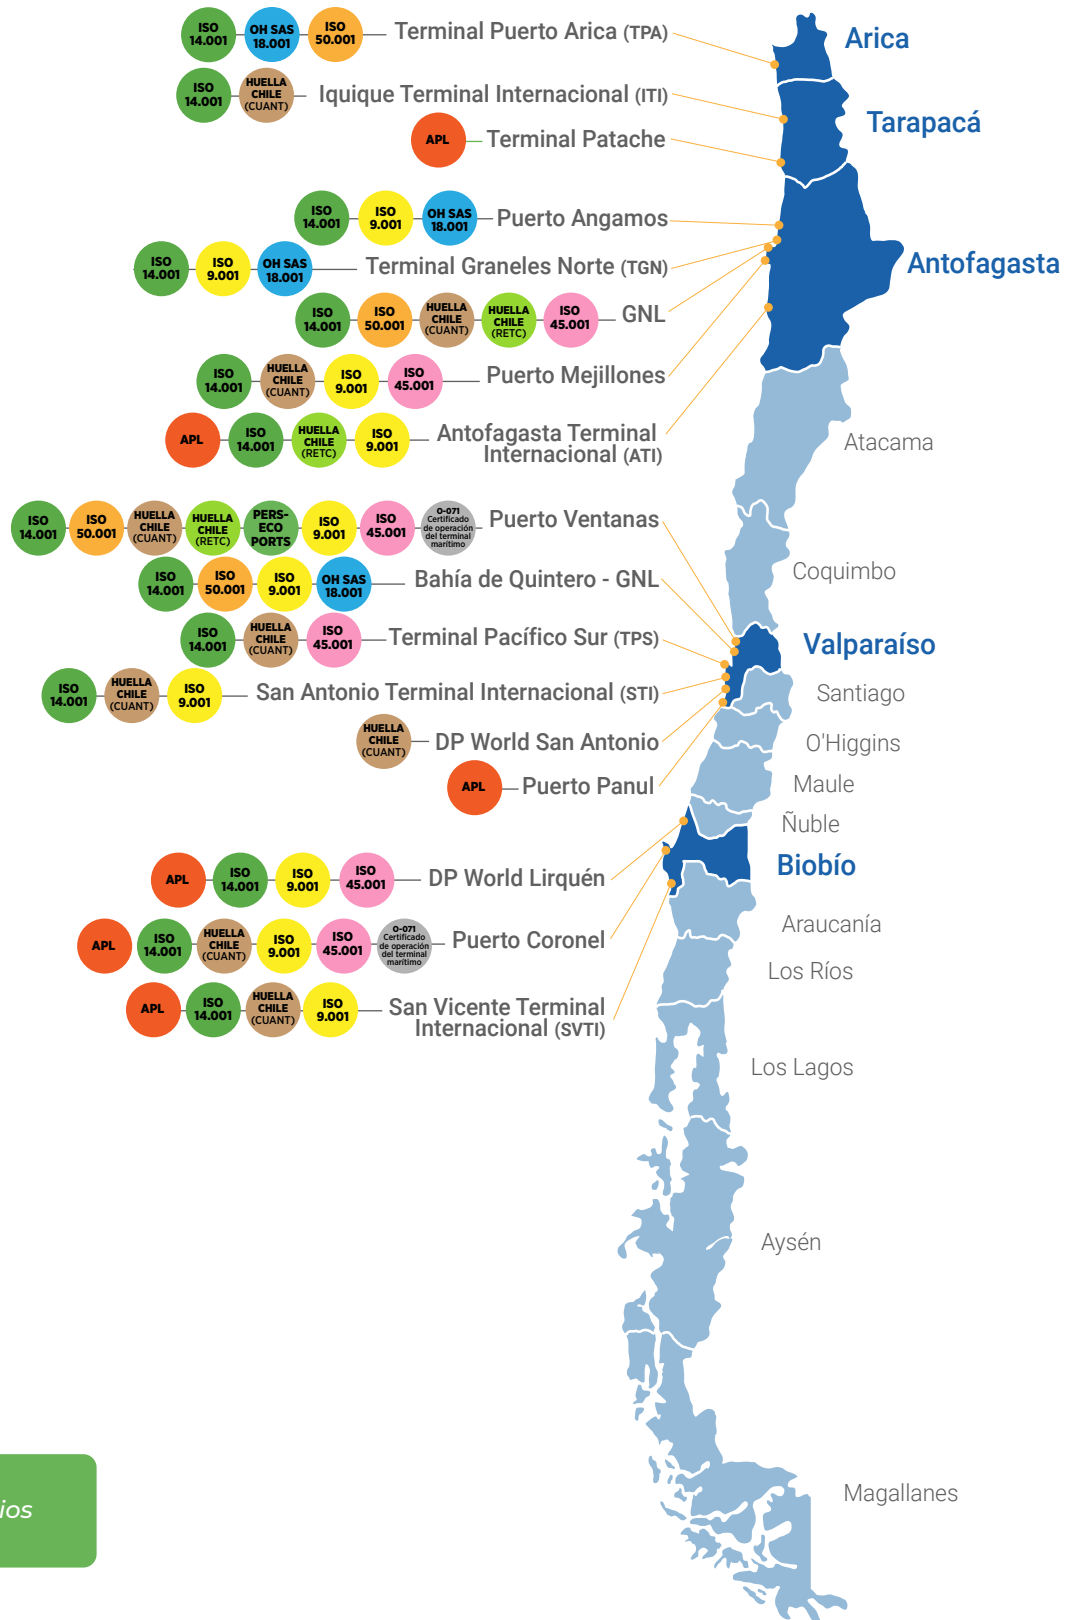 ISO
14.001
OH SAS
18.001
ISO
50.001
Terminal Puerto Arica (TPA)
Arica
ISO
14.001
HUELLA
CHILE
(CUANT)
Iquique Terminal Internacional (ITI)
Tarapacá
APL
Terminal Patache
ISO
14.001
ISO
9.001
OH SAS
18.001
Puerto Angamos
ISO
14.001
ISO
9.001
OH SAS
18.001
Terminal Graneles Norte (TGN)
Antofagasta
ISO
14.001
ISO
50.001
HUELLA
CHILE
(CUANT)
HUELLA
CHILE
(RETC)
ISO
45.001
GNL
ISO
14.001
HUELLA
CHILE
(CUANT)
ISO
9.001
ISO
45.001
Puerto Mejillones
APL
ISO
14.001
HUELLA
CHILE
(RETC)
ISO
9.001
Antofagasta Terminal
Internacional (ATI)
Atacama
ISO
14.001
ISO
50.001
HUELLA
CHILE
(CUANT)
HUELLA
CHILE
(RETC)
PERS-
ECO
PORTS
ISO
9.001
ISO
45.001
O-071
Certificado
de operación
del terminal
marítimo
Puerto Ventanas
Coquimbo
ISO
14.001
ISO
50.001
ISO
9.001
OH SAS
18.001
Bahía de Quintero - GNL
ISO
14.001
HUELLA
CHILE
(CUANT)
ISO
45.001
Terminal Pacífico Sur (TPS)
Valparaíso
ISO
14.001
HUELLA
CHILE
(CUANT)
ISO
9.001
San Antonio Terminal Internacional (STI)
Santiago
HUELLA
CHILE
(CUANT)
DP World San Antonio
O'Higgins
APL
Puerto Panul
Maule
Ñuble
Biobío
APL
ISO
14.001
ISO
9.001
ISO
45.001
DP World Lirquén
Araucanía
APL
ISO
14.001
HUELLA
CHILE
(CUANT)
ISO
9.001
ISO
45.001
O-071
Certificado
de operación
del terminal
marítimo
Puerto Coronel
Los Ríos
APL
ISO
14.001
HUELLA
CHILE
(CUANT)
ISO
9.001
San Vicente Terminal
Internacional (SVTI)
Los Lagos
Aysén
Magallanes
ios